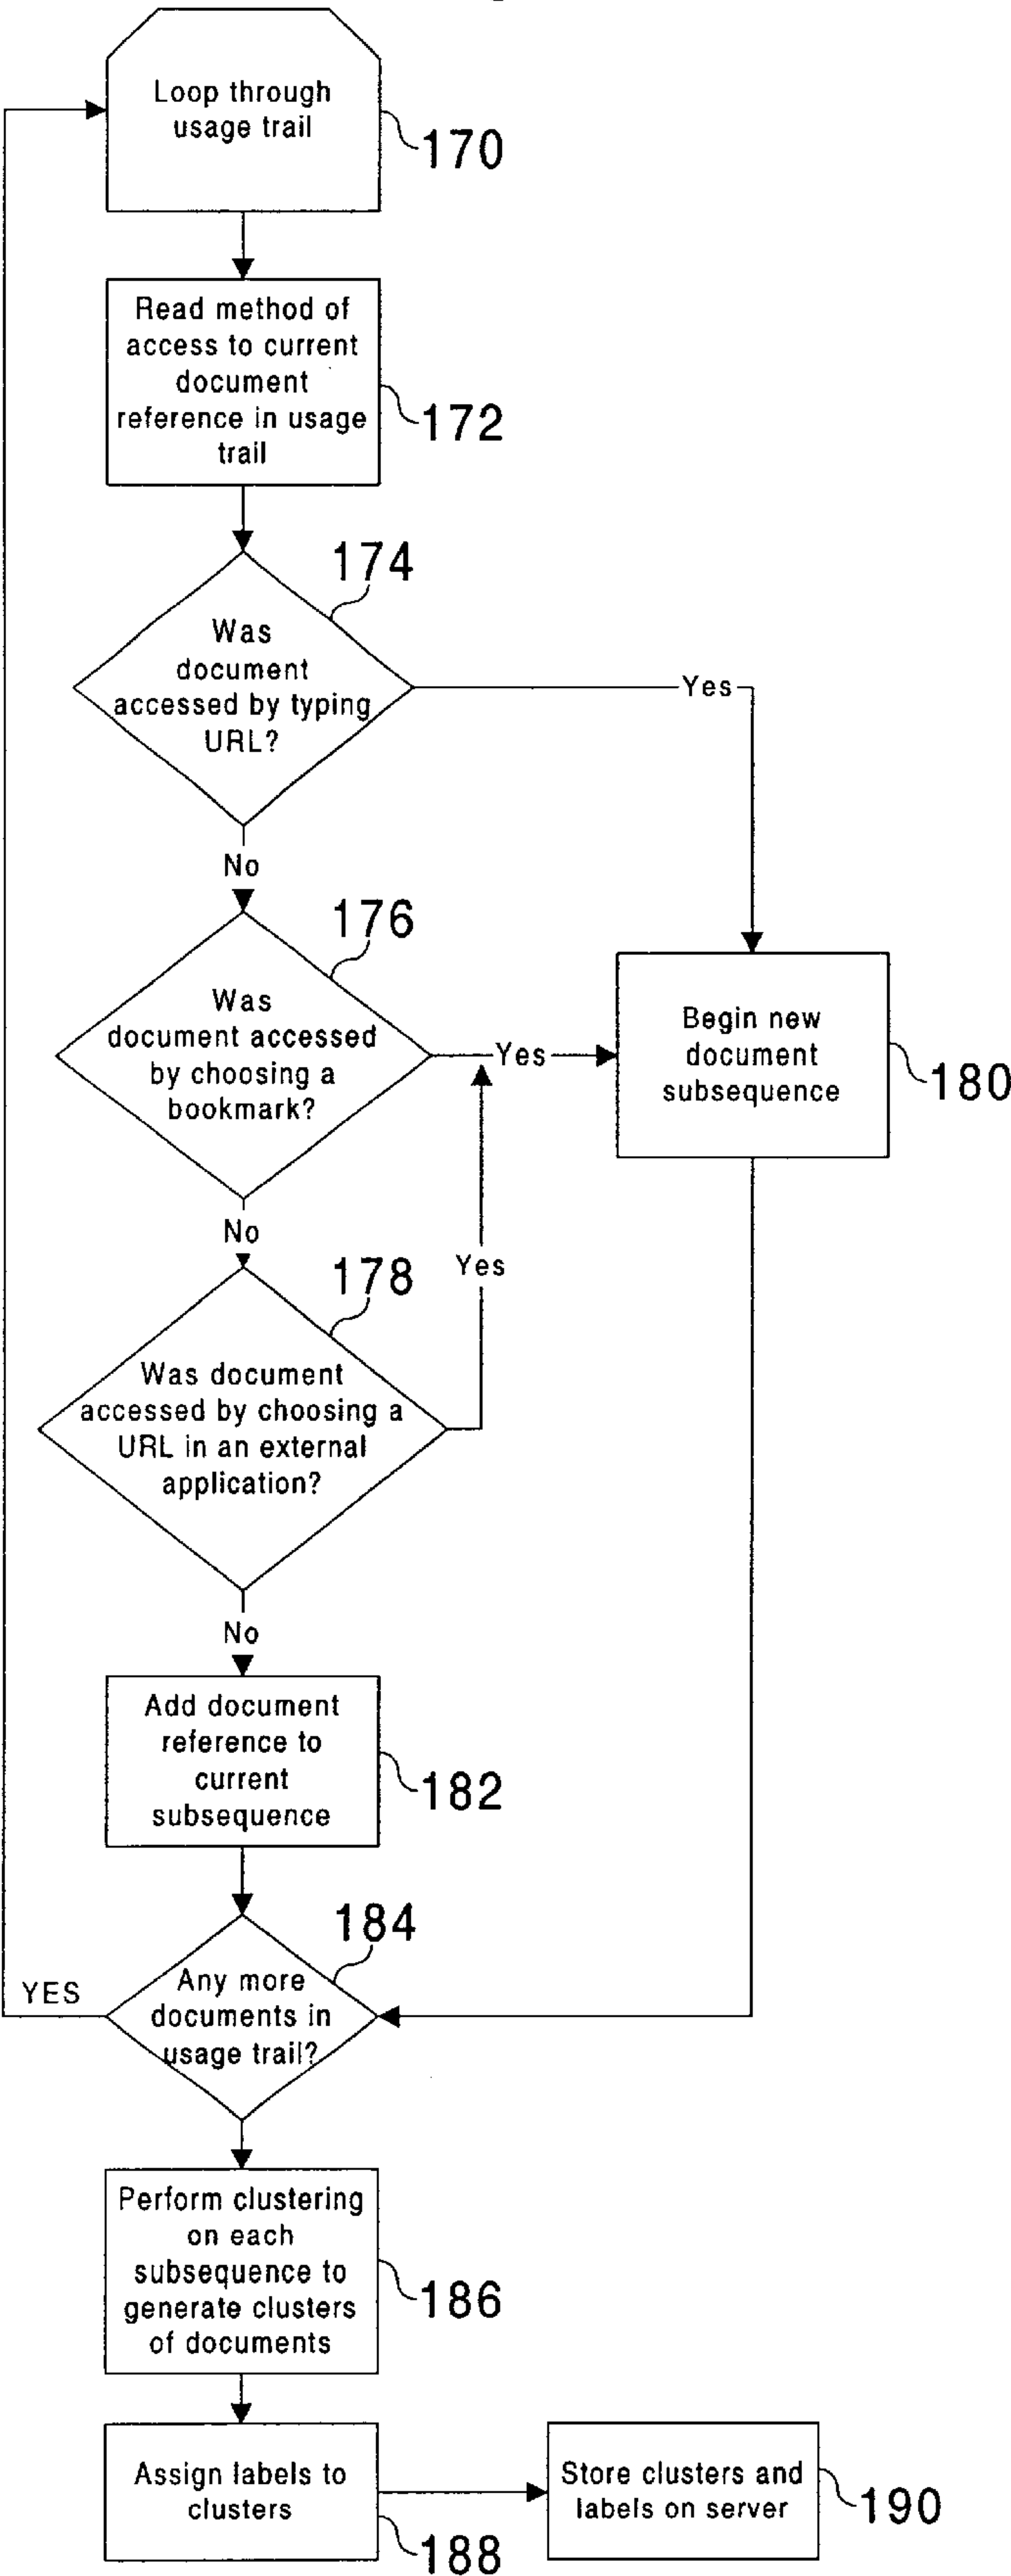 Loop through
usage trail
170
Read method of
access to current
document
reference in usage
trail
172
174
Was
document
accessed by typing
URL?
Yes
No
176
Was
document accessed
by choosing a
bookmark?
Yes
Begin new
document
subsequence
180
No
178
Yes
Was document
accessed by choosing a
URL in an external
application?
No
Add document
reference to
current
subsequence
182
184
Any more
documents in
usage trail?
YES
Perform clustering
on each
subsequence to
generate clusters
of documents
186
Assign labels to
clusters
188
Store clusters and
labels on server
190